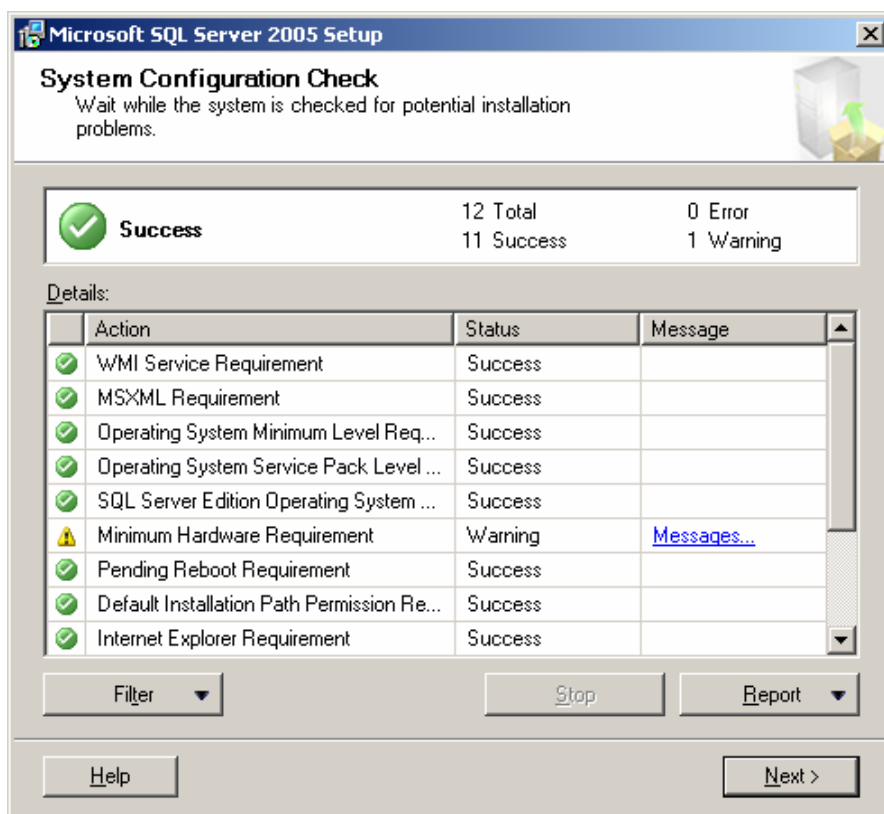 Microsoft SQL Server 2005 Setup
System Configuration Check
Wait while the system is checked for potential installation
problems.
Success 12 Total 0 Error
11 Success 1 Warning
Details:
Action Status Message
WMI Service Requirement Success
MSXML Requirement Success
Operating System Minimum Level Req... Success
Operating System Service Pack Level ... Success
SQL Server Edition Operating System ... Success
Minimum Hardware Requirement Warning Messages...
Pending Reboot Requirement Success
Default Installation Path Permission Re... Success
Internet Explorer Requirement Success
Filter Stop Report
Help Next >